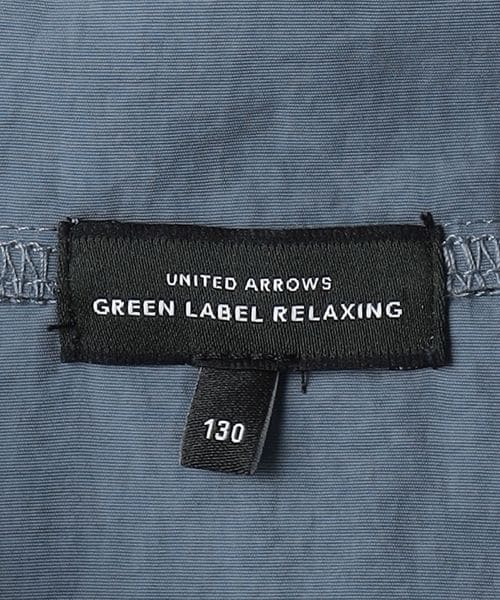 UNITED ARROWS
GREEN LABEL RELAXING
130